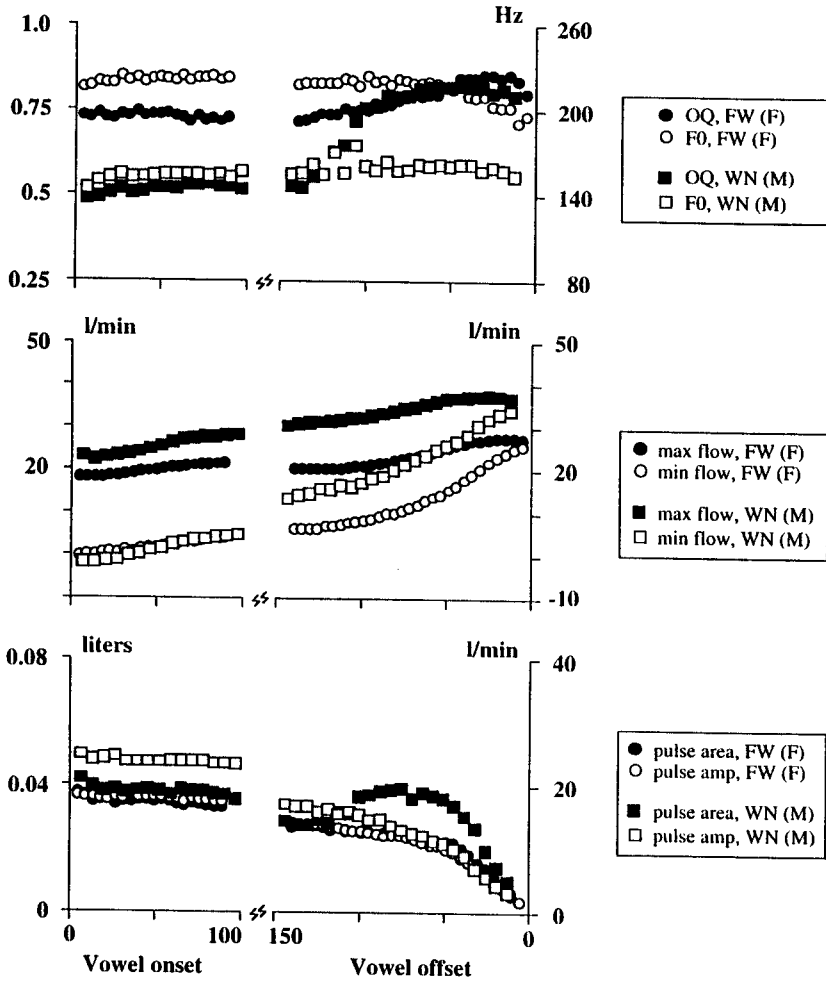 Hz
1.0
0.75
0.5
0.25
260
200
140
80
OQ, FW (F)
F0, FW (F)
OQ, WN (M)
F0, WN (M)
l/min
l/min
50
20
50
20
-10
max flow, FW (F)
min flow, FW (F)
max flow, WN (M)
min flow, WN (M)
liters
l/min
0.08
0.04
0
40
20
0
pulse area, FW (F)
pulse amp, FW (F)
pulse area, WN (M)
pulse amp, WN (M)
0
100
150
0
Vowel onset
Vowel offset